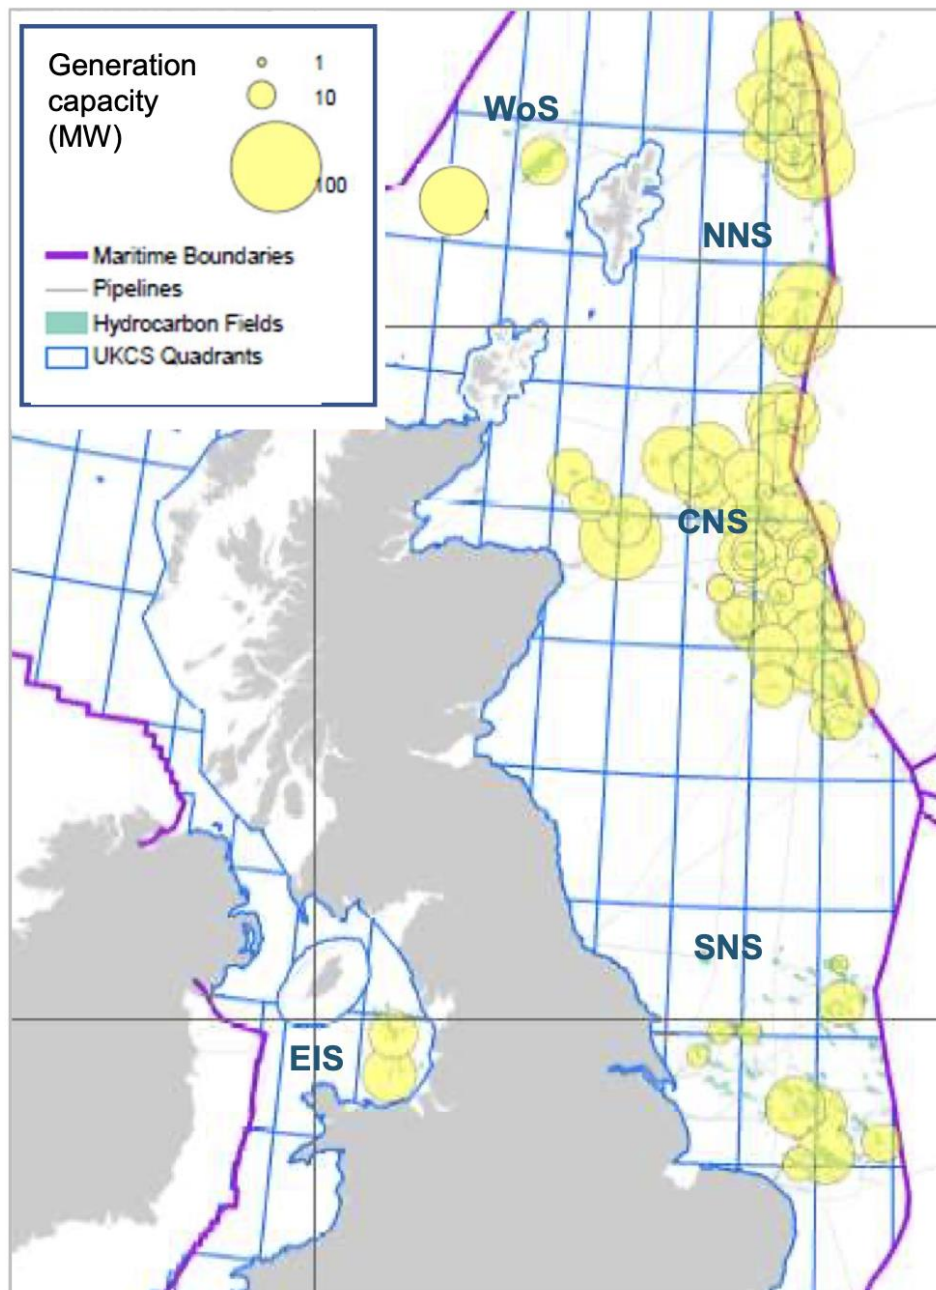 Generation
capacity
(MW)
1
10
100
Maritime Boundaries
Pipelines
Hydrocarbon Fields
UKCS Quadrants
WoS
NNS
CNS
SNS
EIS